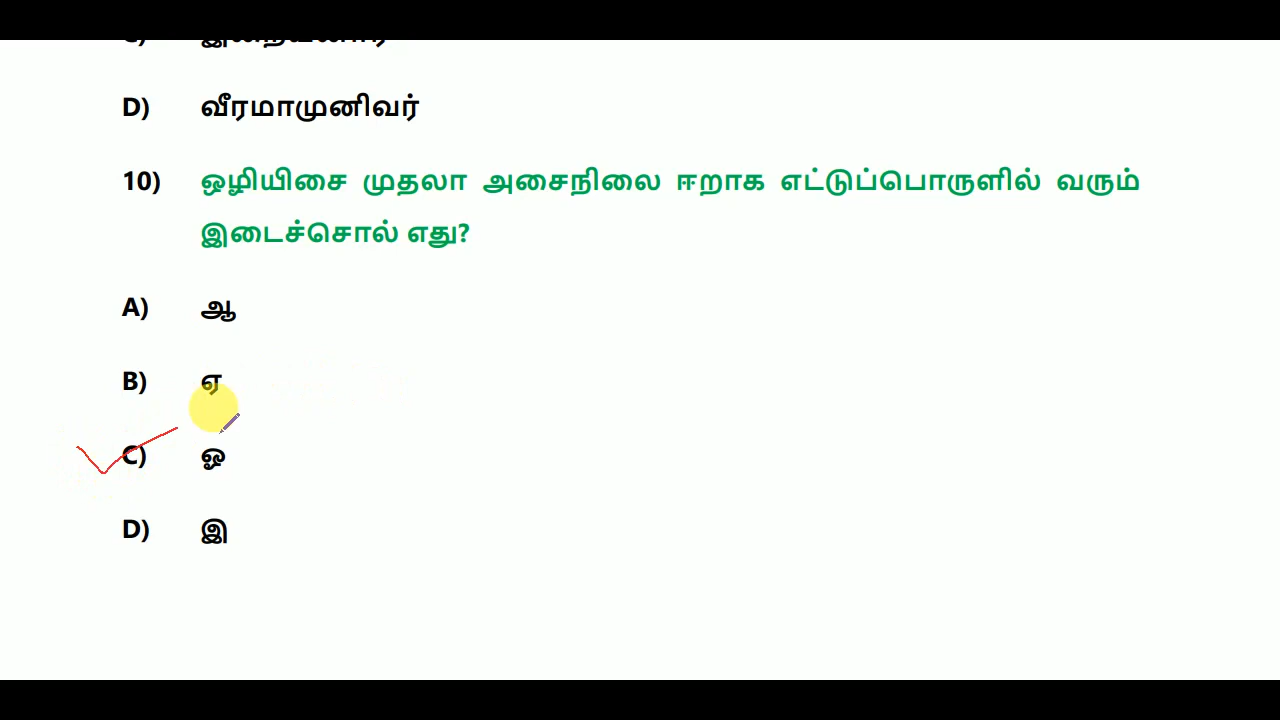 D) வீரமாமுனிவர்
10) ஒழியிசை முதலா அசைநிலை ஈறாக எட்டுப்பொருளில் வரும்
இடைச்சொல் எது?
A) ஆ
B) ஏ
C) ஓ
D) இ